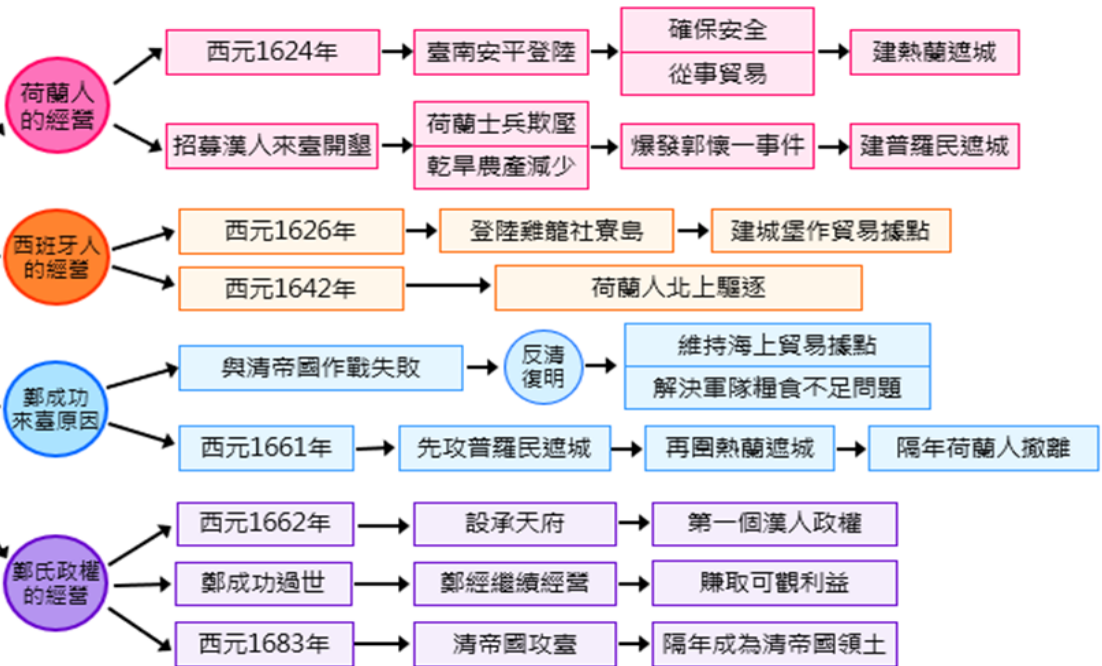 荷蘭人
的經營
西元1624年
臺南安平登陸
確保安全
從事貿易
建熱蘭遮城
招募漢人來臺開墾
荷蘭士兵欺壓
乾旱農產減少
爆發郭懷一事件
建普羅民遮城
西班牙人
的經營
西元1626年
登陸雞籠社寮島
建城堡作貿易據點
西元1642年
荷蘭人北上驅逐
鄭成功
來臺原因
與清帝國作戰失敗
反清
復明
維持海上貿易據點
解決軍隊糧食不足問題
西元1661年
先攻普羅民遮城
再圍熱蘭遮城
隔年荷蘭人撤離
鄭氏政權
的經營
西元1662年
設承天府
第一個漢人政權
鄭成功過世
鄭經繼續經營
賺取可觀利益
西元1683年
清帝國攻臺
隔年成為清帝國領土